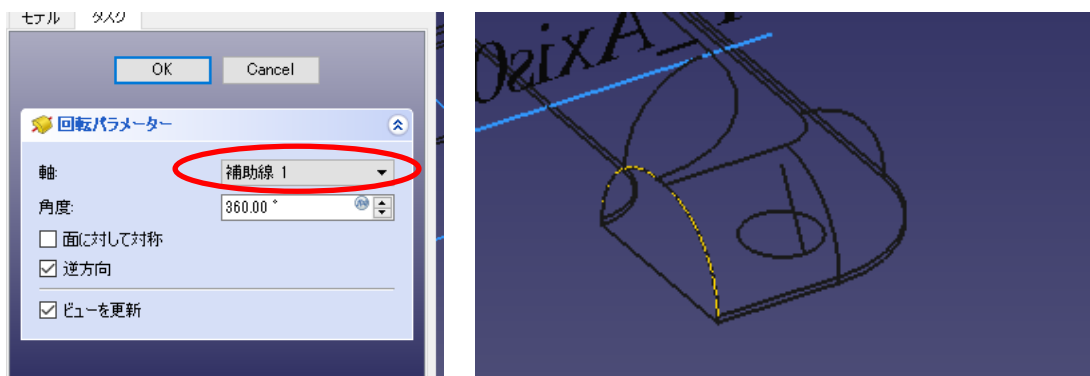 モデル タスク
OK Cancel
回転パラメーター
軸: 補助線 1
角度: 360.00 °
面に対して対称
逆方向
ビューを更新